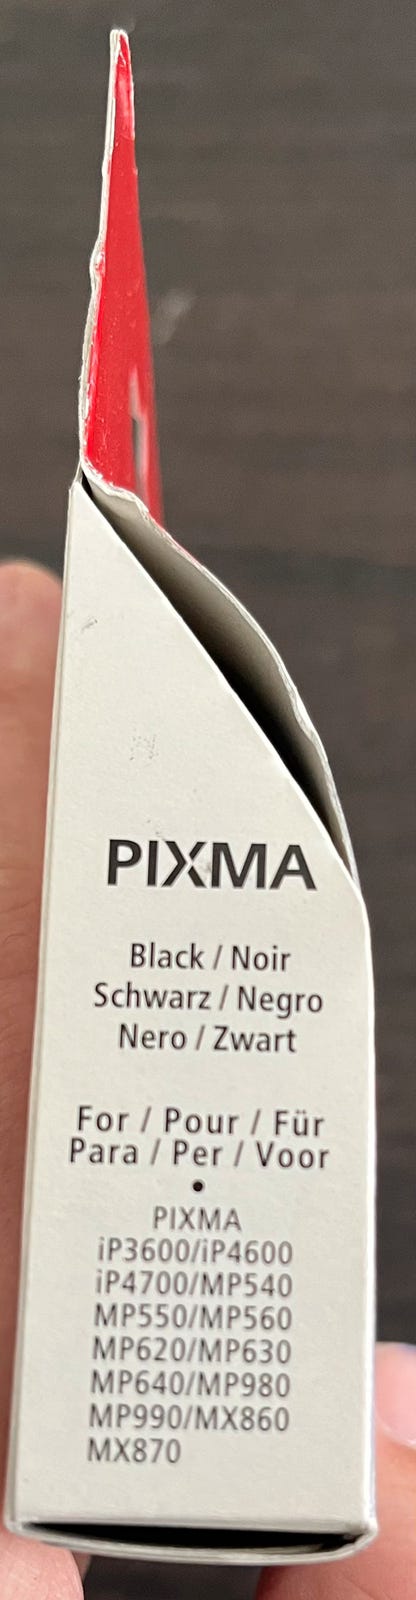 PIXMA
Black / Noir
Schwarz / Negro
Nero / Zwart
For / Pour / Für
Para / Per / Voor
•
PIXMA
iP3600/iP4600
iP4700/MP540
MP550/MP560
MP620/MP630
MP640/MP980
MP990/MX860
MX870